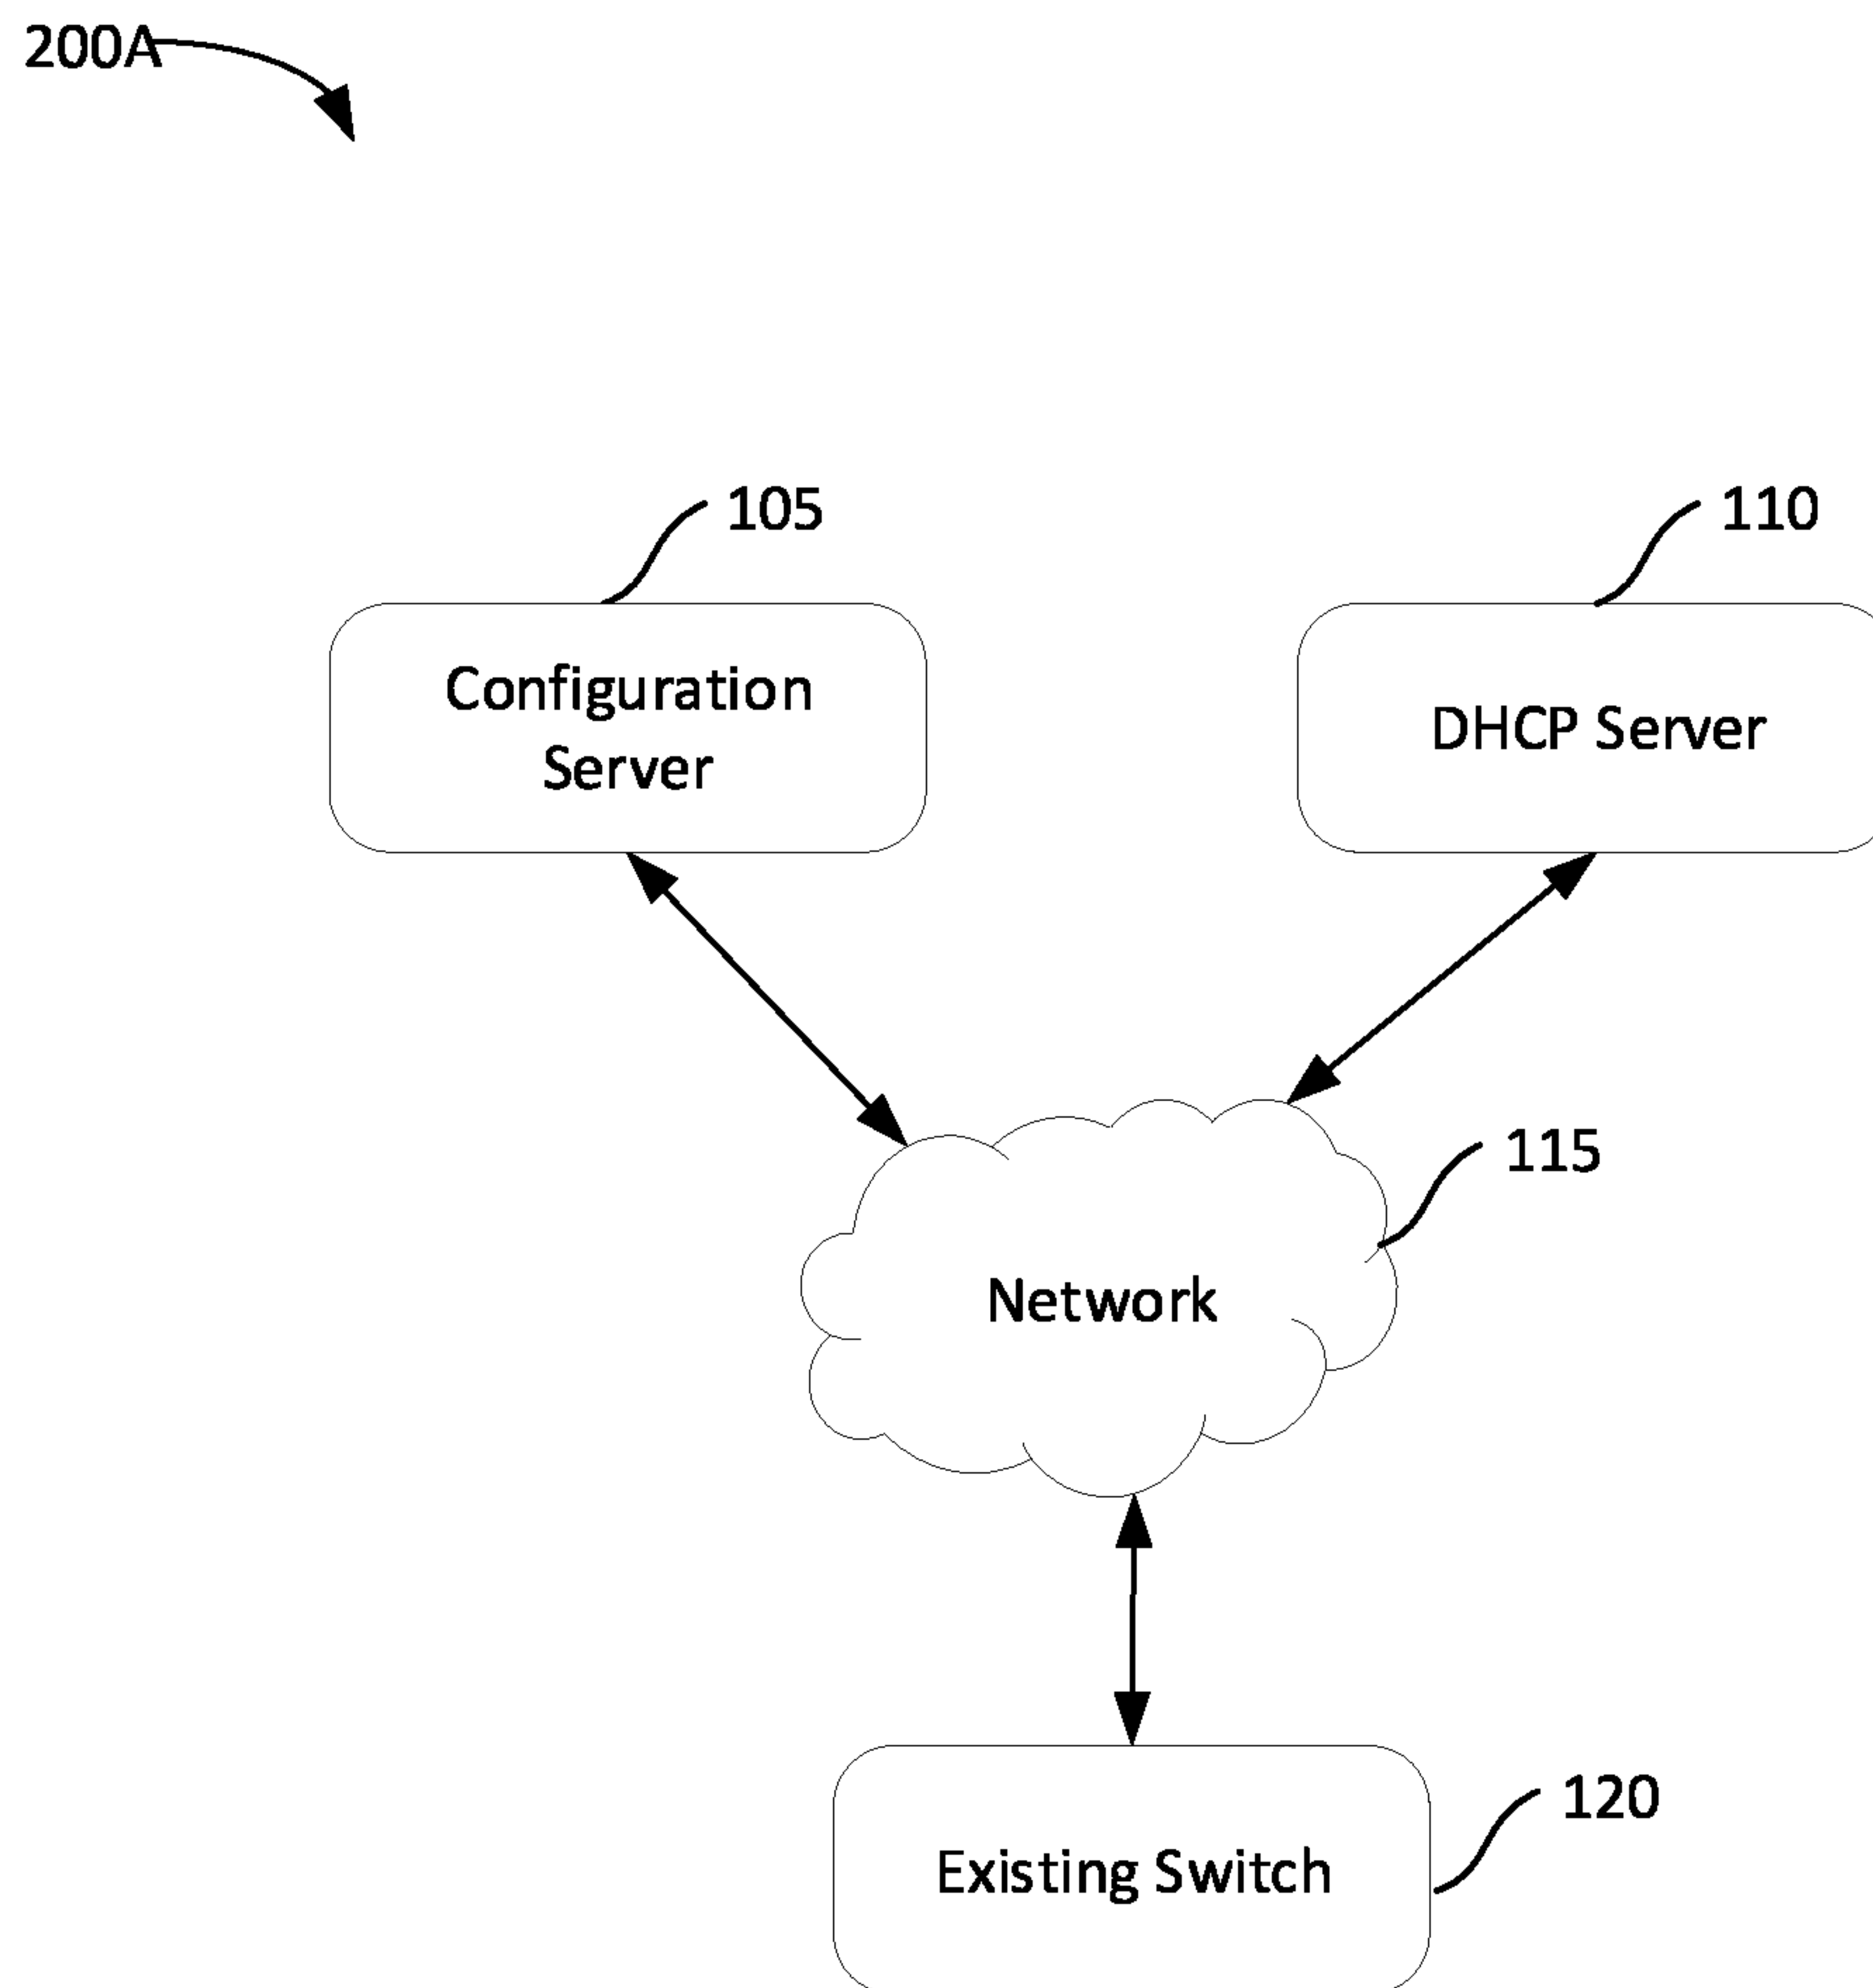 200A
105
110
Configuration
Server
DHCP Server
115
Network
120
Existing Switch